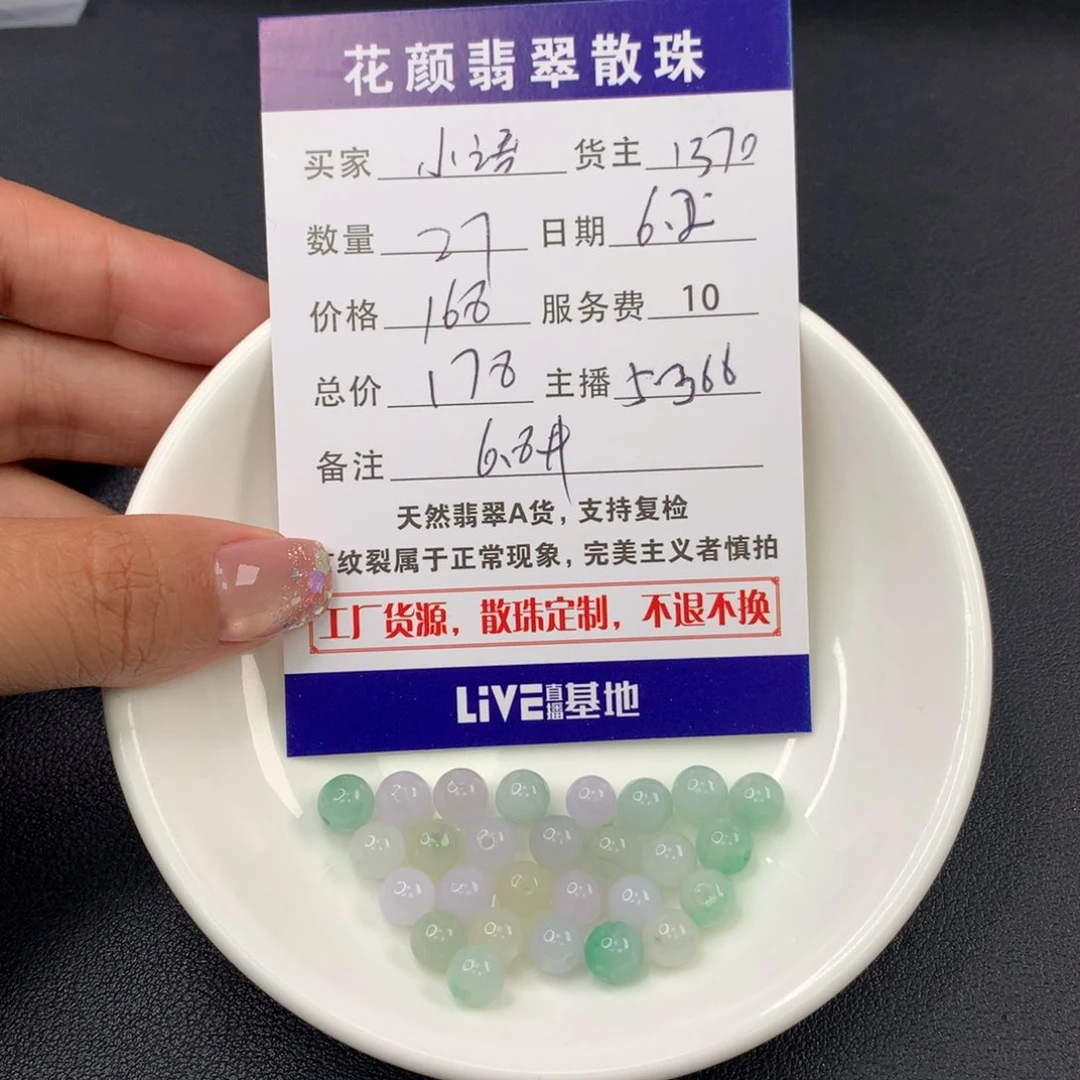 花颜翡翠散珠
买家 小语 货主 1370
数量 27 日期 6.
价格 168 服务费 10
总价 178 主播 5366
备注 6.8
天然翡翠A货，支持复检
纹裂属于正常现象，完美主义者慎拍
工厂货源，散珠定制，不退不换
LiVE直播基地